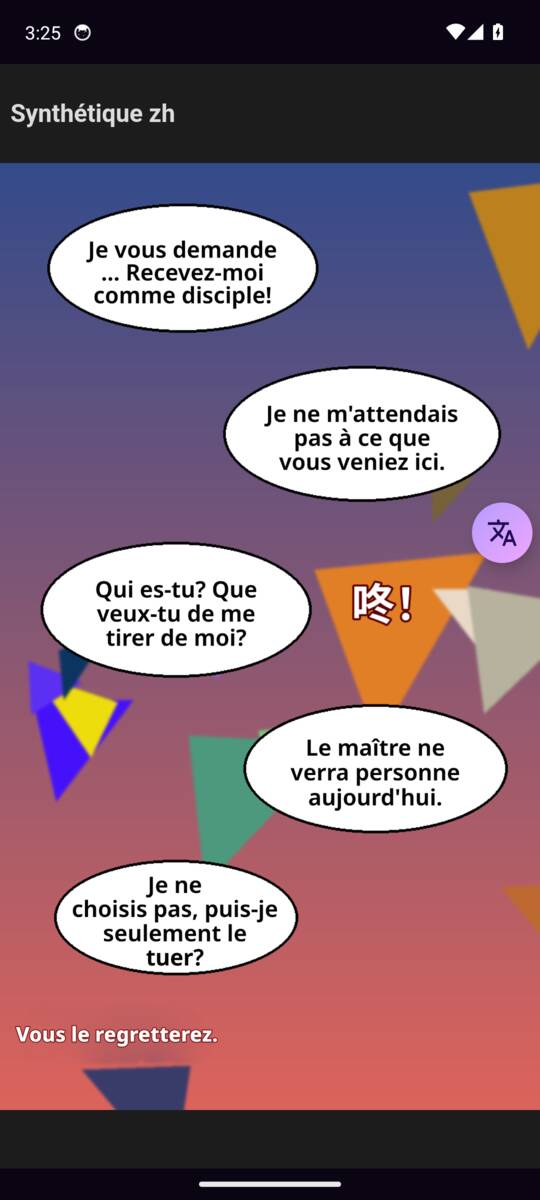 3:25
Synthétique zh
Je vous demande
... Recevez-moi
comme disciple!
Je ne m'attendais
pas à ce que
vous veniez ici.
Qui es-tu? Que
veux-tu de me
tirer de moi?
咚!
Le maître ne
verra personne
aujourd'hui.
Je ne
choisis pas, puis-je
seulement le
tuer?
Vous le regretterez.